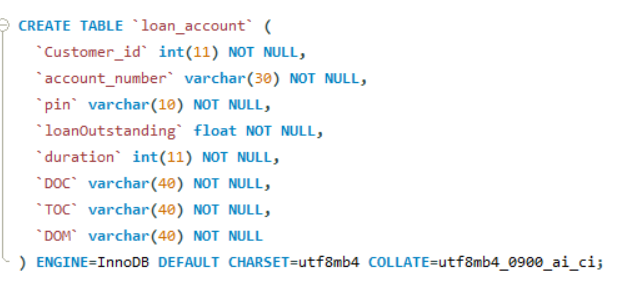 CREATE TABLE `loan_account` (
`Customer_id` int(11) NOT NULL,
`account_number` varchar(30) NOT NULL,
`pin` varchar(10) NOT NULL,
`loanOutstanding` float NOT NULL,
`duration` int(11) NOT NULL,
`DOC` varchar(40) NOT NULL,
`TOC` varchar(40) NOT NULL,
`DOM` varchar(40) NOT NULL
) ENGINE=InnoDB DEFAULT CHARSET=utf8mb4 COLLATE=utf8mb4_0900_ai_ci;